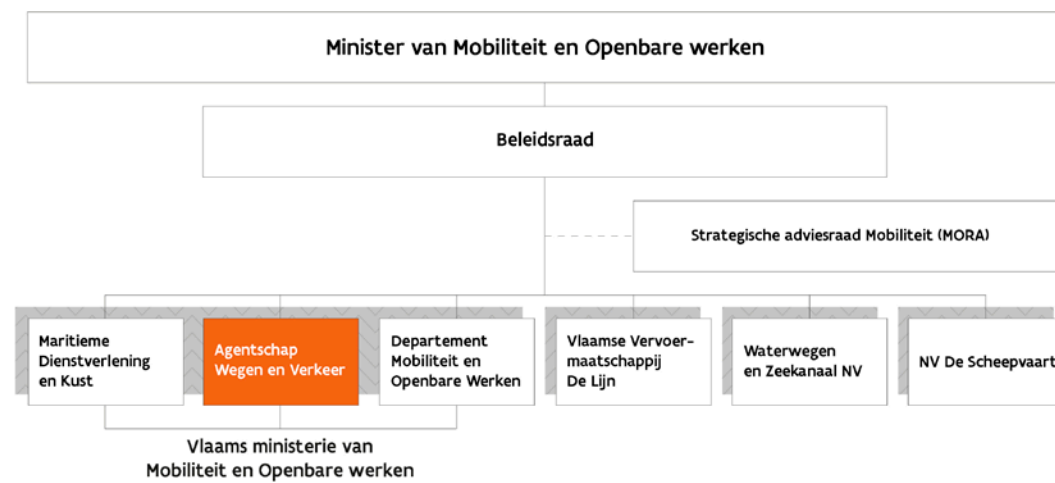 Minister van Mobiliteit en Openbare werken
Beleidsraad
Strategische adviesraad Mobiliteit (MORA)
Maritieme
Dienstverlening
en Kust
Agentschap
Wegen en Verkeer
Departement
Mobiliteit en
Openbare Werken
Vlaamse Vervoer-
maatschappij
De Lijn
Waterwegen
en Zeekanaal NV
NV De Scheepvaart
Vlaams ministerie van
Mobiliteit en Openbare werken